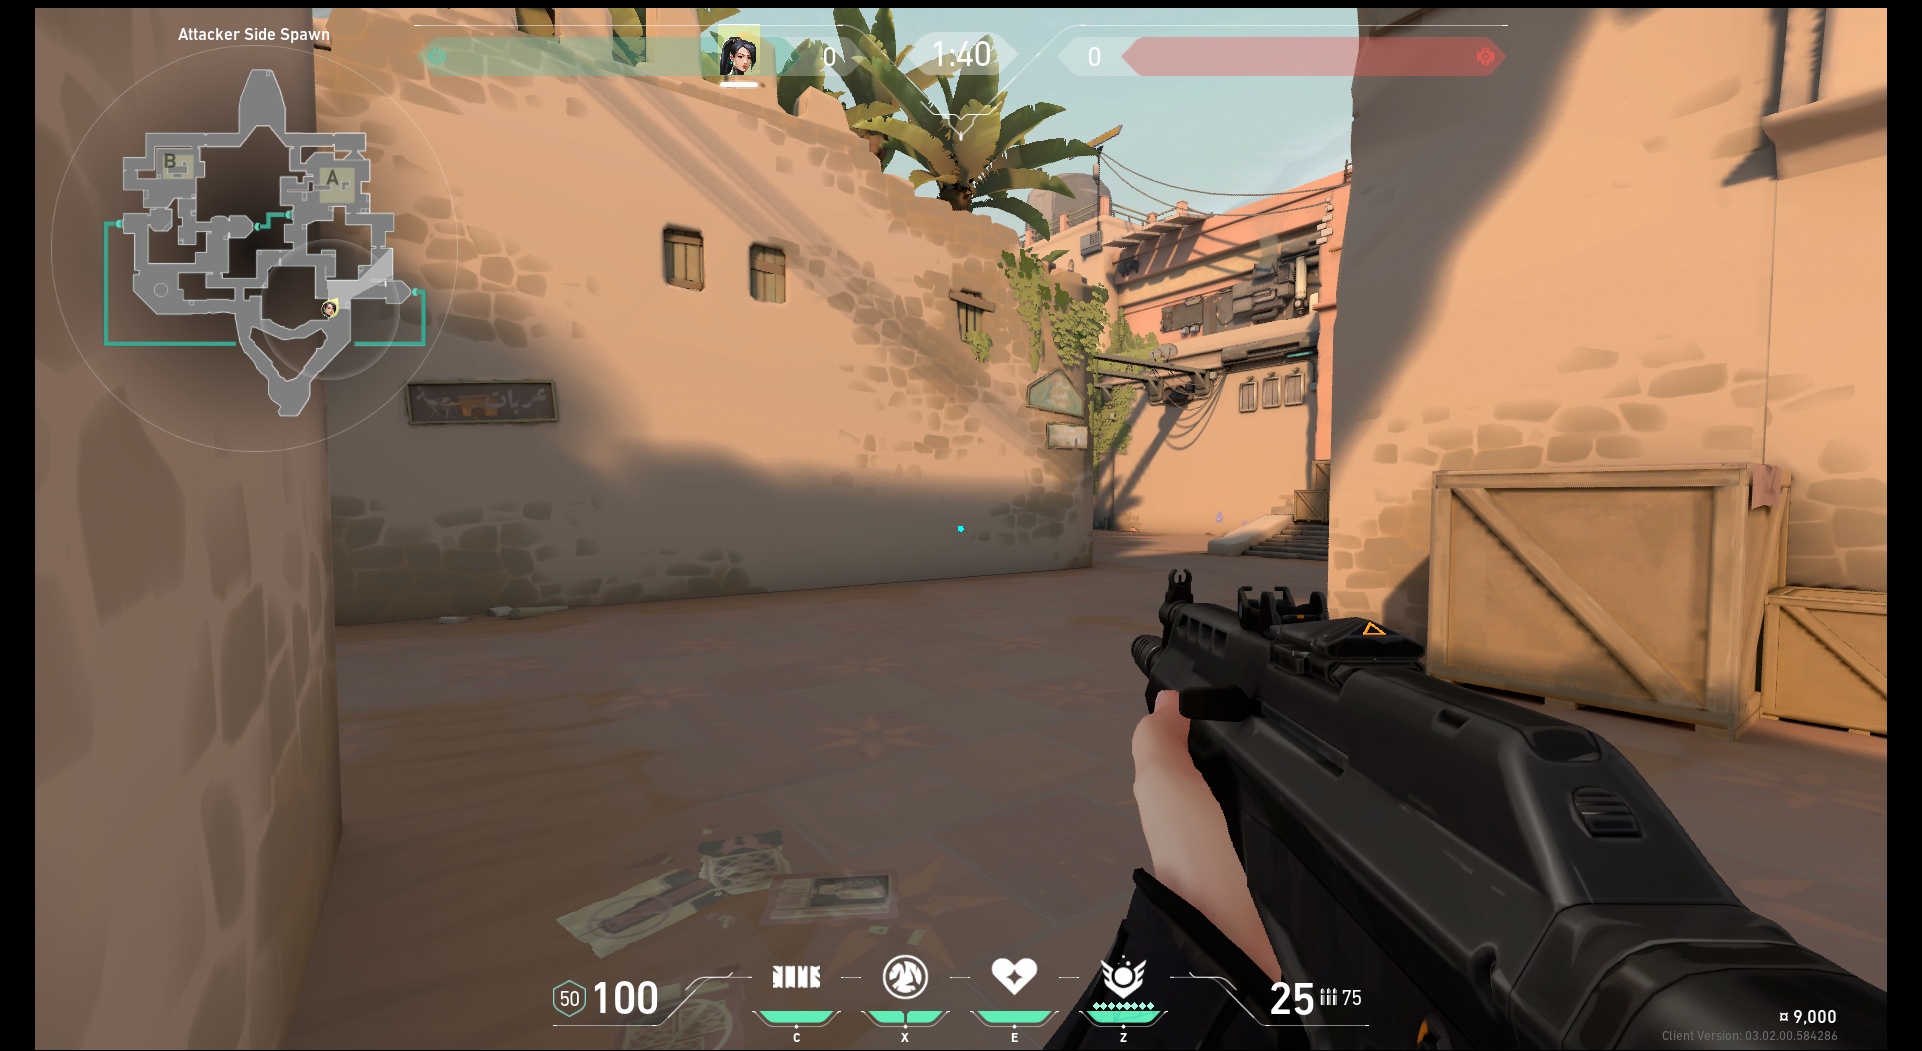 Attacker Side Spawn
0
1:40
0
B
A
50
100
25
75
C
X
E
Z
¤ 9,000
Client Version: 03.02.00.584286